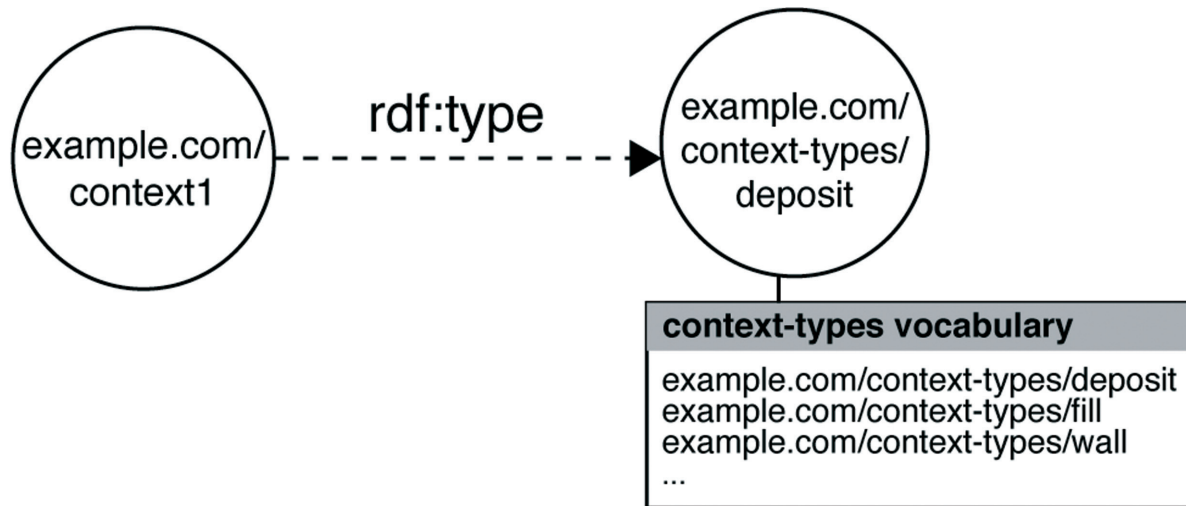 example.com/
context1
rdf:type
example.com/
context-types/
deposit
context-types vocabulary
example.com/context-types/deposit
example.com/context-types/fill
example.com/context-types/wall
...